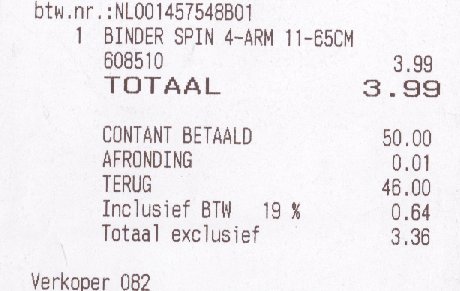 btw.nr.:NL001457548B01
1 BINDER SPIN 4-ARM 11-65CM
608510 3.99
TOTAAL 3.99
CONTANT BETAALD 50.00
AFRONDING 0.01
TERUG 46.00
Inclusief BTW 19 % 0.64
Totaal exclusief 3.36
Verkoper 082